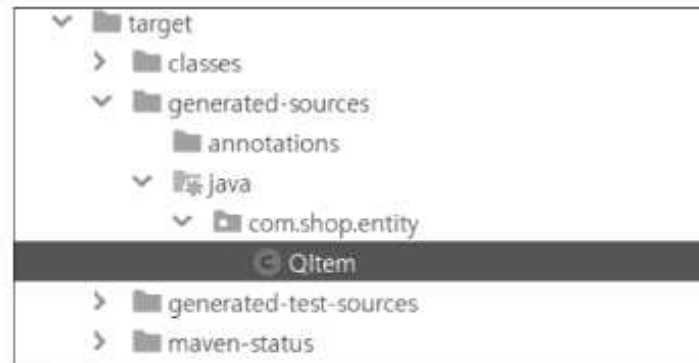 target
classes
generated-sources
annotations
java
com.shop.entity
QItem
generated-test-sources
maven-status